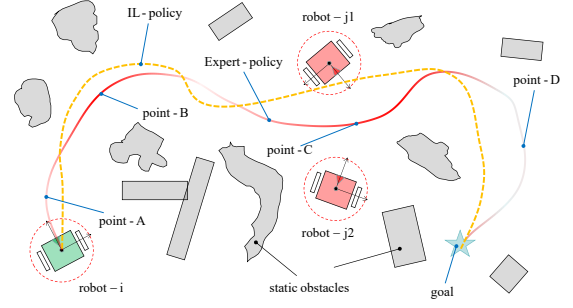 IL - policy
robot - j1
Expert - policy
point - D
point - B
point - C
point - A
robot - j2
robot - i
static obstacles
goal